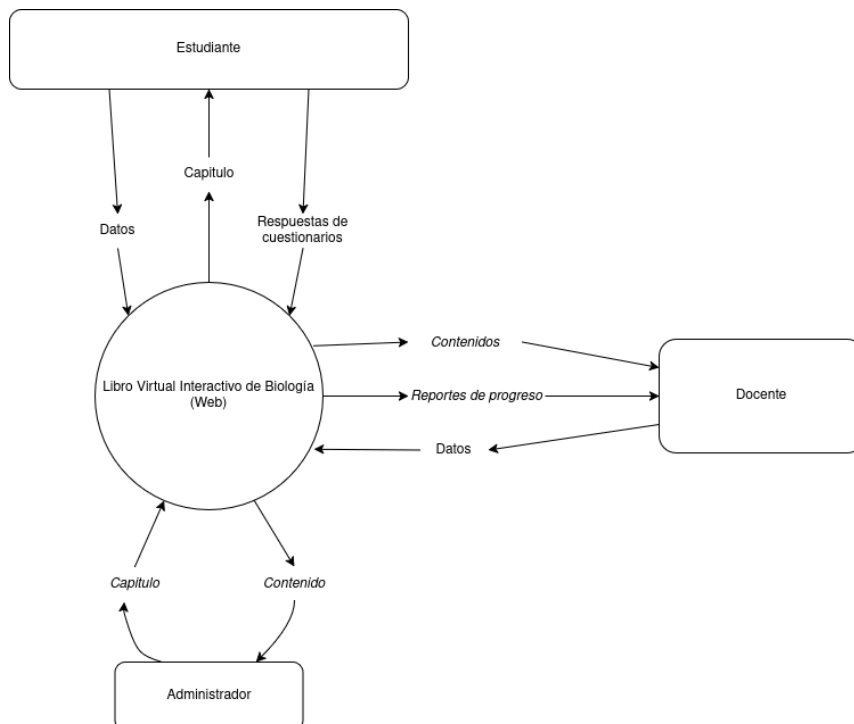 Estudiante
Capitulo
Datos
Respuestas de
cuestionarios
Contenidos
Libro Virtual Interactivo de Biología
(Web)
Reportes de progreso
Docente
Datos
Capitulo
Contenido
Administrador